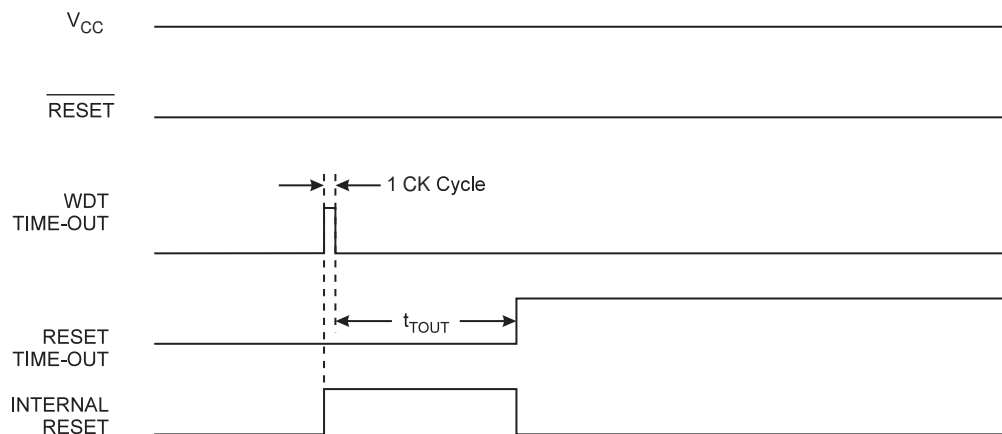 VCC
RESET
1 CK Cycle
WDT
TIME-OUT
tTOUT
RESET
TIME-OUT
INTERNAL
RESET